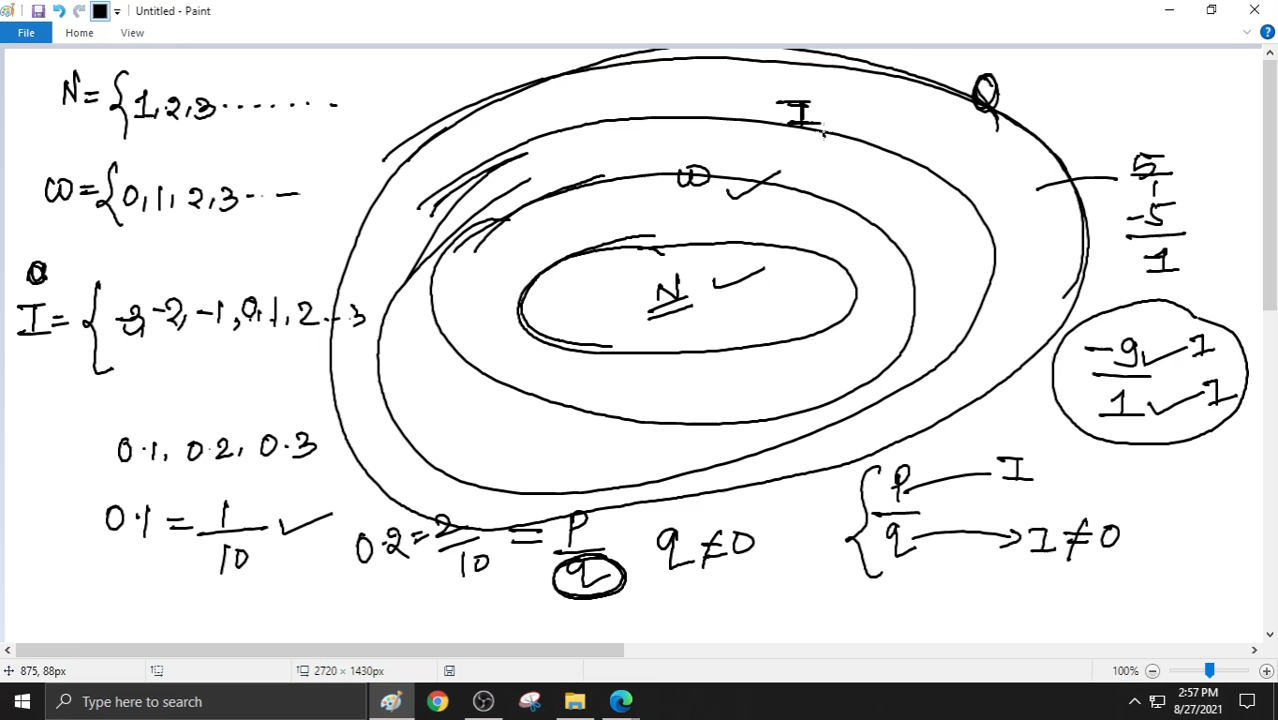 Untitled - Paint
File Home View
N = { 1, 2, 3 .......
Q
I
5/1
ω = { 0, 1, 2, 3 ...
ω ✓
-5/1
N ✓
I = { -3, -2, -1, 0, 1, 2 ... 3
-9/1 ✓ I
✓ I
0.1, 0.2, 0.3
0.1 = 1/10 ✓
0.2 = 2/10 = P/q
q ≠ 0
{ P/q
I
I ≠ 0
875, 88px
2720 × 1430px
100%
Type here to search
2:57 PM
8/27/2021